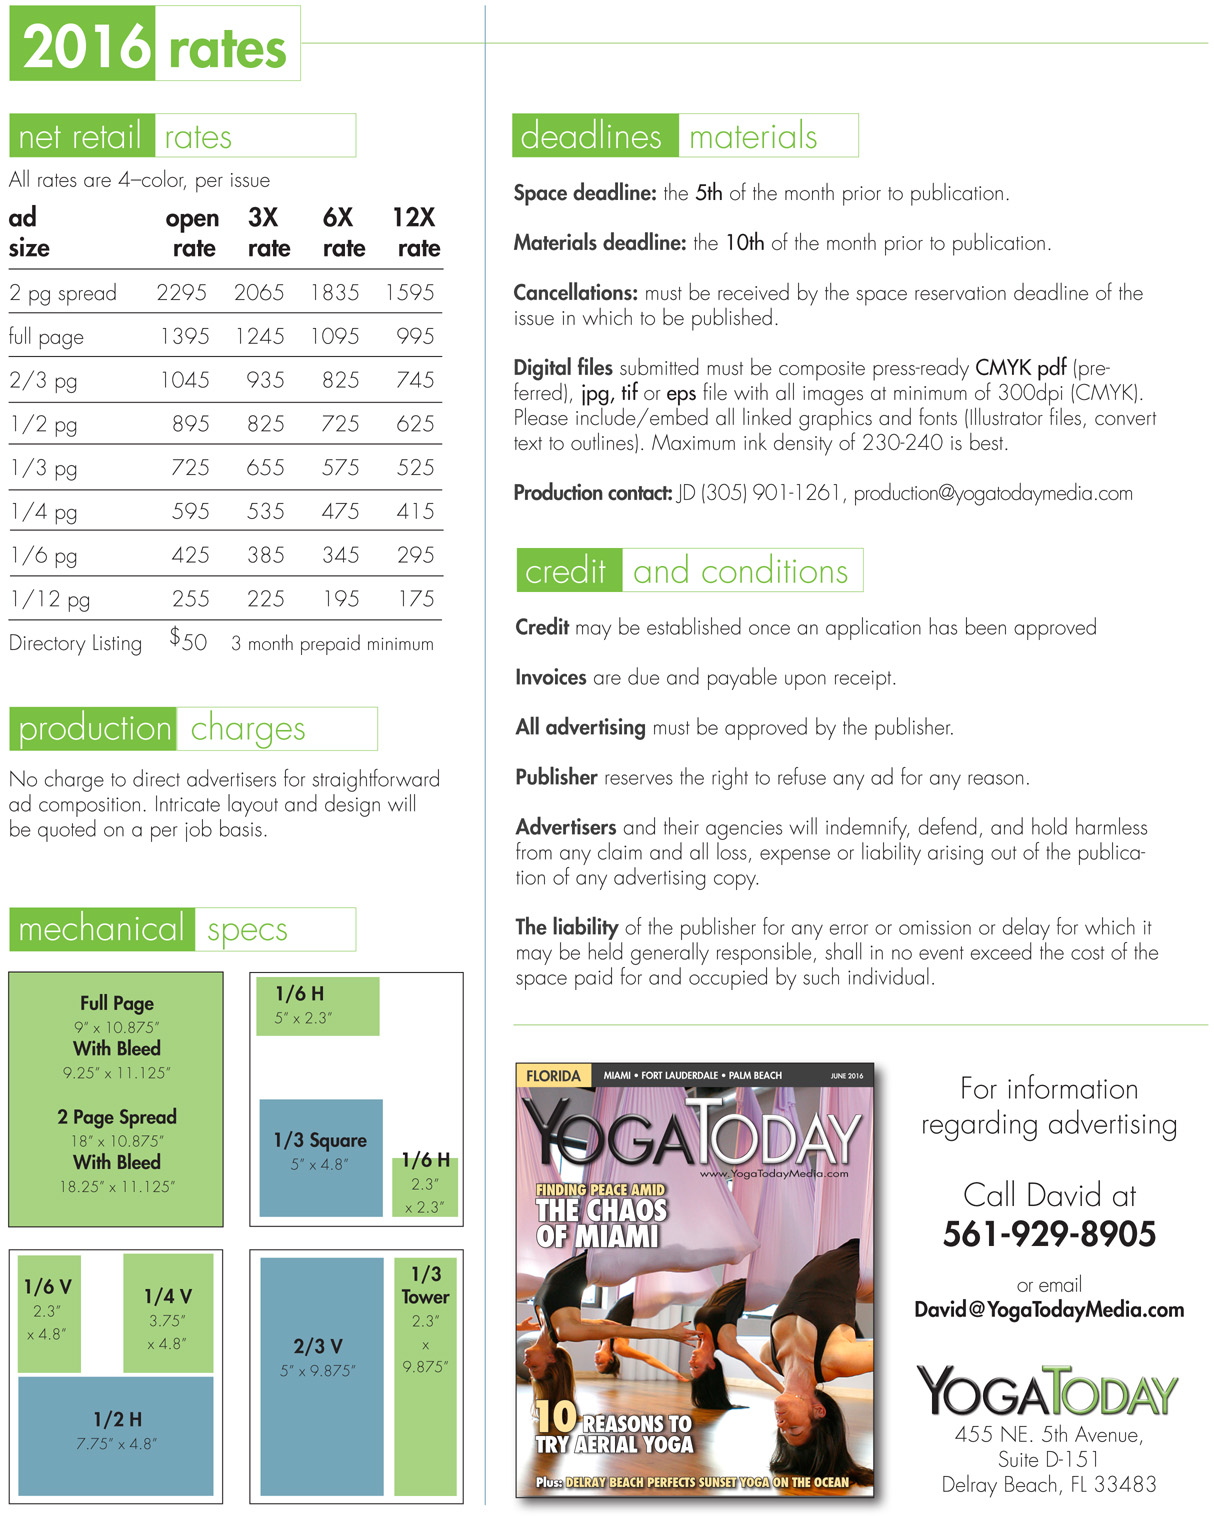 2016 rates
net retail rates
All rates are 4–color, per issue
ad open 3X 6X 12X
size rate rate rate rate
2 pg spread 2295 2065 1835 1595
full page 1395 1245 1095 995
2/3 pg 1045 935 825 745
1/2 pg 895 825 725 625
1/3 pg 725 655 575 525
1/4 pg 595 535 475 415
1/6 pg 425 385 345 295
1/12 pg 255 225 195 175
Directory Listing $50 3 month prepaid minimum
production charges
No charge to direct advertisers for straightforward
ad composition. Intricate layout and design will
be quoted on a per job basis.
mechanical specs
Full Page
9” x 10.875”
With Bleed
9.25” x 11.125”
2 Page Spread
18” x 10.875”
With Bleed
18.25” x 11.125”
1/6 H
5” x 2.3”
1/3 Square
5” x 4.8”
1/6 H
2.3”
x 2.3”
1/6 V
2.3”
x 4.8”
1/4 V
3.75”
x 4.8”
1/2 H
7.75” x 4.8”
2/3 V
5” x 9.875”
1/3
Tower
2.3”
x
9.875”
deadlines materials
Space deadline: the 5th of the month prior to publication.
Materials deadline: the 10th of the month prior to publication.
Cancellations: must be received by the space reservation deadline of the
issue in which to be published.
Digital files submitted must be composite press-ready CMYK pdf (pre-
ferred), jpg, tif or eps file with all images at minimum of 300dpi (CMYK).
Please include/embed all linked graphics and fonts (Illustrator files, convert
text to outlines). Maximum ink density of 230-240 is best.
Production contact: JD (305) 901-1261, production@yogatodaymedia.com
credit and conditions
Credit may be established once an application has been approved
Invoices are due and payable upon receipt.
All advertising must be approved by the publisher.
Publisher reserves the right to refuse any ad for any reason.
Advertisers and their agencies will indemnify, defend, and hold harmless
from any claim and all loss, expense or liability arising out of the publica-
tion of any advertising copy.
The liability of the publisher for any error or omission or delay for which it
may be held generally responsible, shall in no event exceed the cost of the
space paid for and occupied by such individual.
FLORIDA MIAMI • FORT LAUDERDALE • PALM BEACH JUNE 2016
YOGATODAY
www.YogaTodayMedia.com
FINDING PEACE AMID
THE CHAOS
OF MIAMI
10 REASONS TO
TRY AERIAL YOGA
Plus: DELRAY BEACH PERFECTS SUNSET YOGA ON THE OCEAN
For information
regarding advertising
Call David at
561-929-8905
or email
David@YogaTodayMedia.com
YOGATODAY
455 NE. 5th Avenue,
Suite D-151
Delray Beach, FL 33483